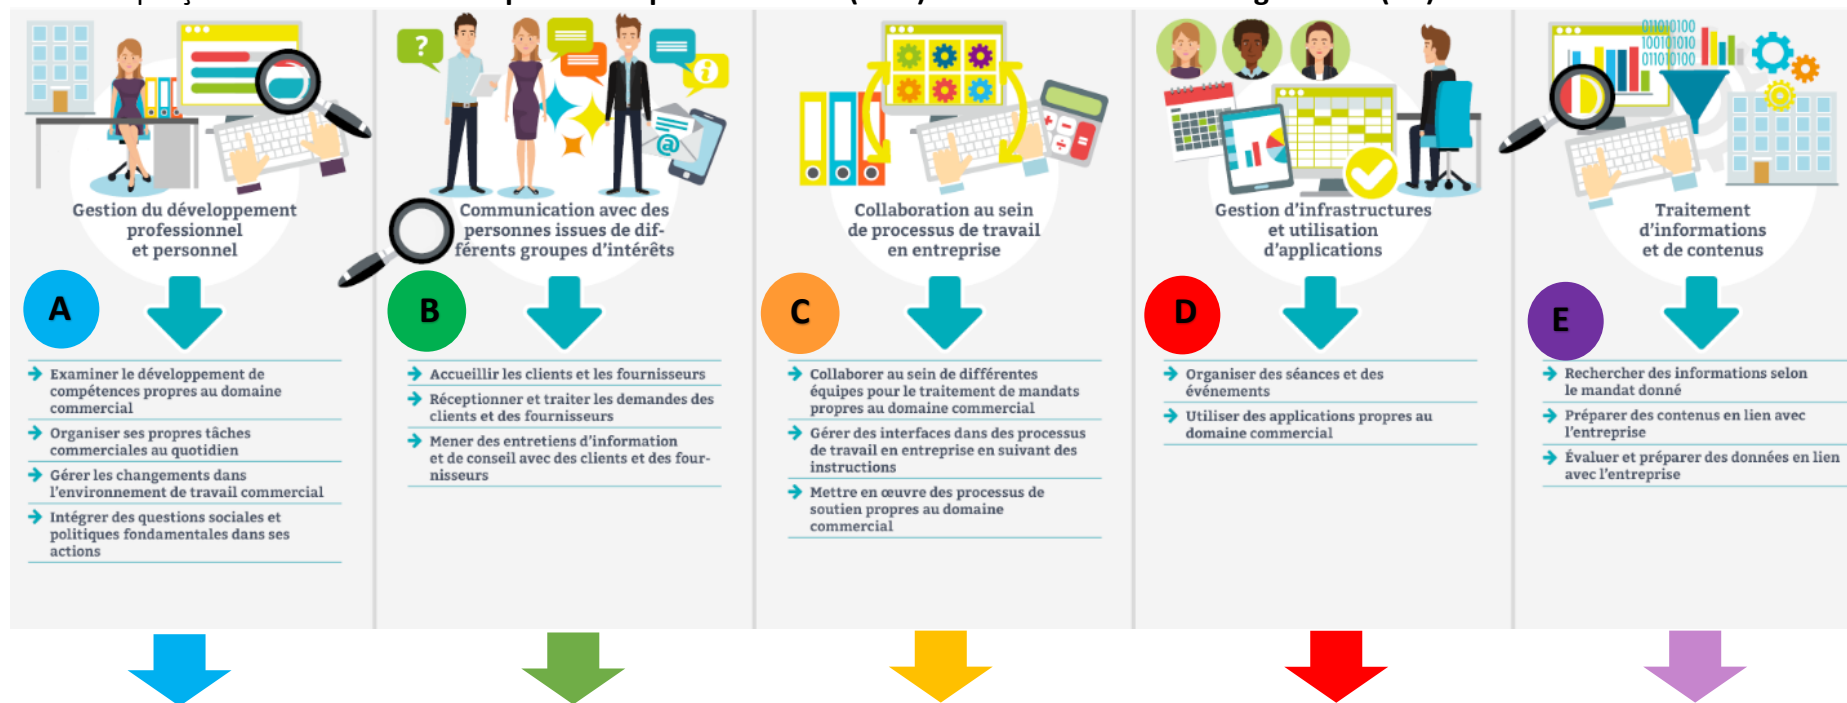 ?
i
@
011010100
100101010
011010100
Gestion du développement
professionnel
et personnel
A
Examiner le développement de
compétences propres au domaine
commercial
Organiser ses propres tâches
commerciales au quotidien
Gérer les changements dans
l'environnement de travail commercial
Intégrer des questions sociales et
politiques fondamentales dans ses
actions
Communication avec des
personnes issues de dif-
férents groupes d'intérêts
B
Accueillir les clients et les fournisseurs
Réceptionner et traiter les demandes des
clients et des fournisseurs
Mener des entretiens d'information
et de conseil avec des clients et des four-
nisseurs
Collaboration au sein
de processus de travail
en entreprise
C
Collaborer au sein de différentes
équipes pour le traitement de mandats
propres au domaine commercial
Gérer des interfaces dans des processus
de travail en entreprise en suivant des
instructions
Mettre en œuvre des processus de
soutien propres au domaine
commercial
Gestion d'infrastructures
et utilisation
d'applications
D
Organiser des séances et des
événements
Utiliser des applications propres au
domaine commercial
Traitement
d'informations
et de contenus
E
Rechercher des informations selon
le mandat donné
Préparer des contenus en lien avec
l'entreprise
Évaluer et préparer des données en lien
avec l'entreprise